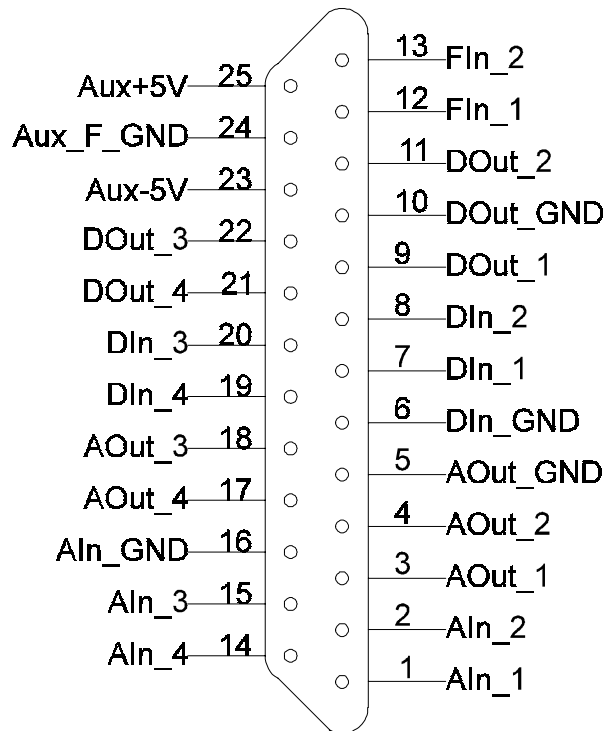 13 FIn_2
Aux+5V 25
12 FIn_1
Aux_F_GND 24
11 DOut_2
Aux-5V 23
10 DOut_GND
DOut_3 22
9 DOut_1
DOut_4 21
8 DIn_2
DIn_3 20
7 DIn_1
DIn_4 19
6 DIn_GND
AOut_3 18
5 AOut_GND
AOut_4 17
4 AOut_2
AIn_GND 16
3 AOut_1
AIn_3 15
2 AIn_2
AIn_4 14
1 AIn_1